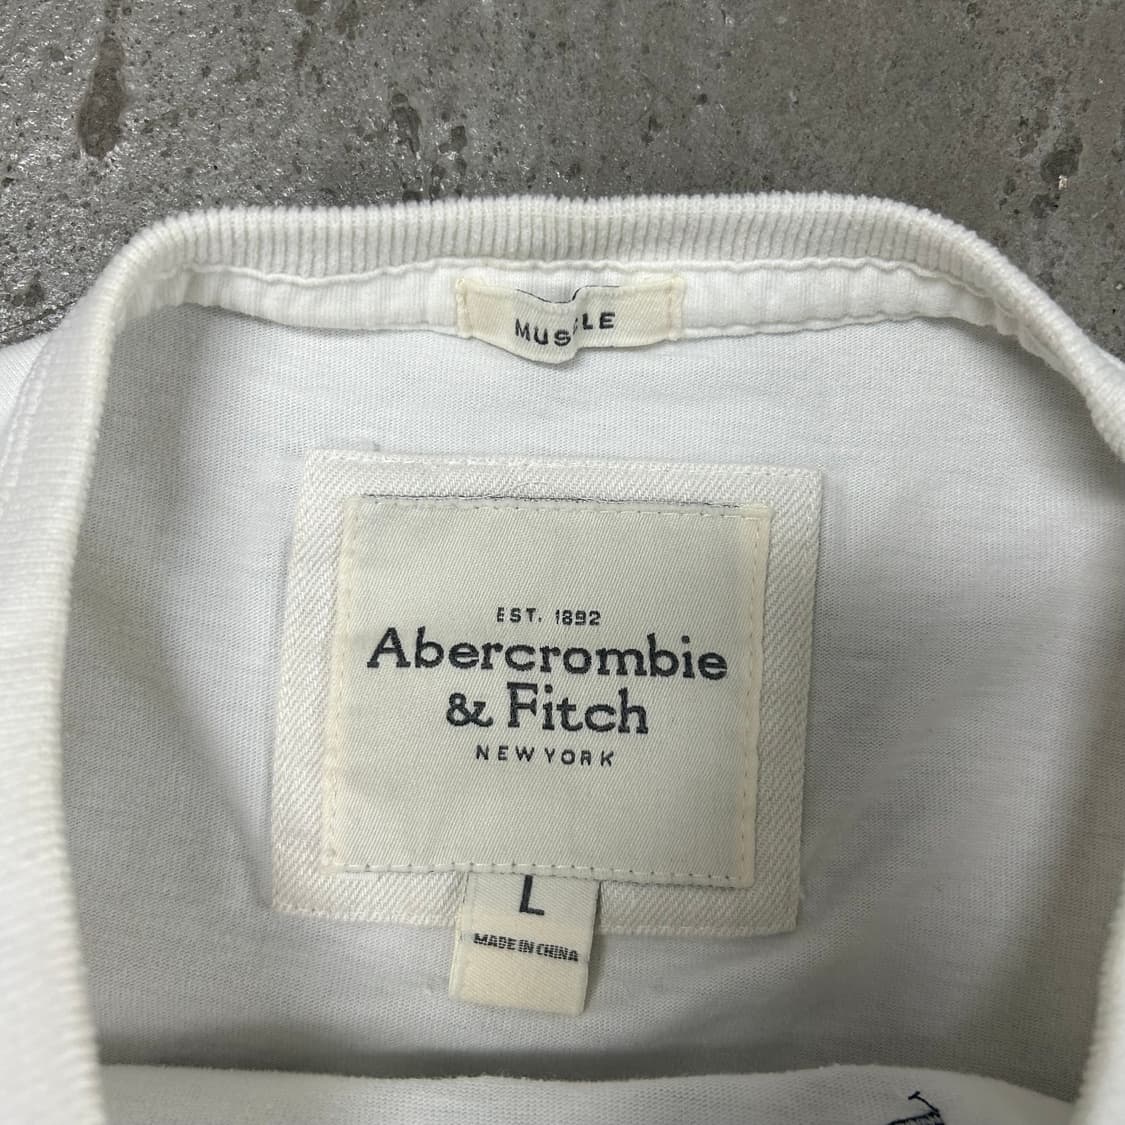 MUSCLE
EST. 1892
Abercrombie
& Fitch
NEW YORK
L
MADE IN CHINA